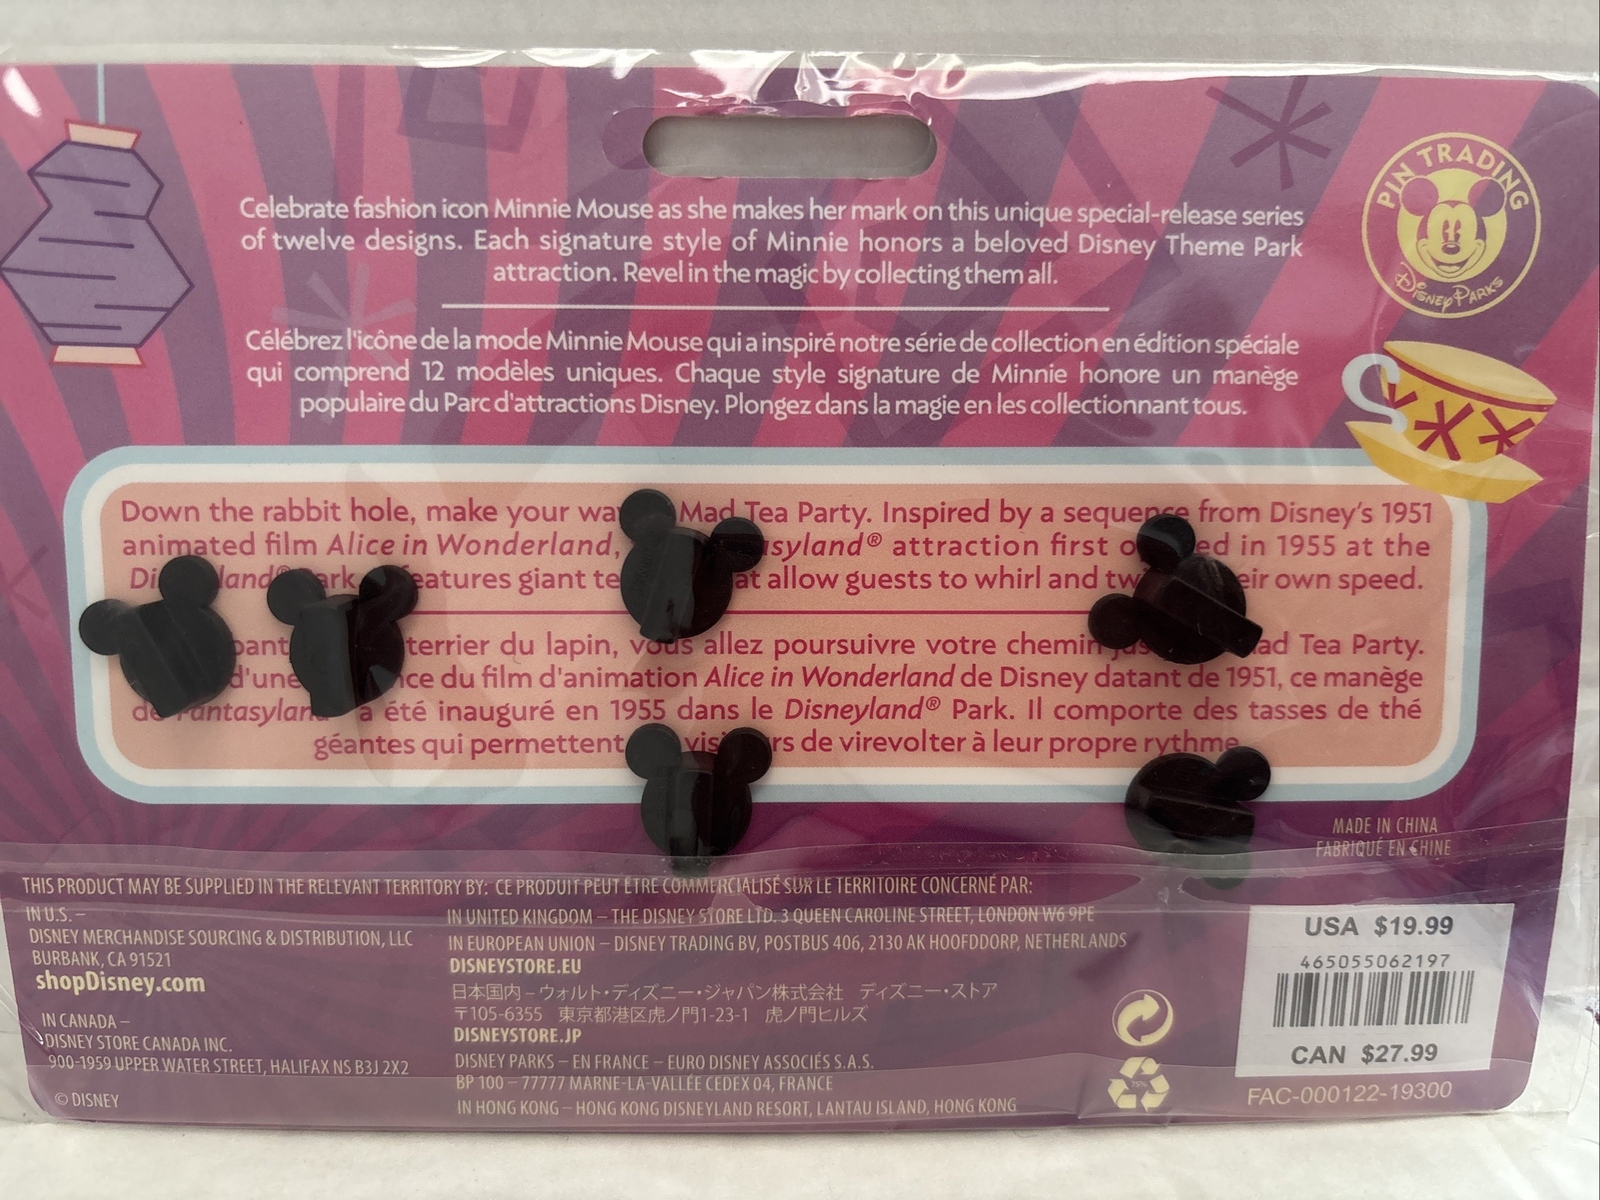 PIN TRADING
Disney Parks
Celebrate fashion icon Minnie Mouse as she makes her mark on this unique special-release series
of twelve designs. Each signature style of Minnie honors a beloved Disney Theme Park
attraction. Revel in the magic by collecting them all.
Célébrez l'icône de la mode Minnie Mouse qui a inspiré notre série de collection en édition spéciale
qui comprend 12 modèles uniques. Chaque style signature de Minnie honore un manège
populaire du Parc d'attractions Disney. Plongez dans la magie en les collectionnant tous.
Down the rabbit hole, make your Mad Tea Party. Inspired by a sequence from Disney's 1951
animated film Alice in Wonderland, attraction first in 1955 at the
features giant allow guests to whirl and own speed.
terrier du lapin, vous allez poursuivre votre chemin Tea Party.
d'une du film d'animation Alice in Wonderland de Disney datant de 1951, ce manège
de Fantasyland a été inauguré en 1955 dans le Disneyland® Park. Il comporte des tasses de thé
géantes qui permettent de virevolter à leur propre rythme.
MADE IN CHINA
FABRIQUÉ EN CHINE
THIS PRODUCT MAY BE SUPPLIED IN THE RELEVANT TERRITORY BY: CE PRODUIT PEUT ÊTRE COMMERCIALISÉ SUR LE TERRITOIRE CONCERNÉ PAR:
IN U.S. –
DISNEY MERCHANDISE SOURCING & DISTRIBUTION, LLC
BURBANK, CA 91521
shopDisney.com
IN CANADA –
DISNEY STORE CANADA INC.
900-1959 UPPER WATER STREET, HALIFAX NS B3J 2X2
© DISNEY
IN UNITED KINGDOM – THE DISNEY STORE LTD. 3 QUEEN CAROLINE STREET, LONDON W6 9PE
IN EUROPEAN UNION – DISNEY TRADING BV, POSTBUS 406, 2130 AK HOOFDDORP, NETHERLANDS
DISNEYSTORE.EU
日本国内－ウォルト・ディズニー・ジャパン株式会社 ディズニー・ストア
〒105-6355 東京都港区虎ノ門1-23-1 虎ノ門ヒルズ
DISNEYSTORE.JP
DISNEY PARKS – EN FRANCE – EURO DISNEY ASSOCIÉS S.A.S.
BP 100 – 77777 MARNE-LA-VALLÉE CEDEX 04, FRANCE
IN HONG KONG – HONG KONG DISNEYLAND RESORT, LANTAU ISLAND, HONG KONG
75%
USA $19.99
465055062197
CAN $27.99
FAC-000122-19300